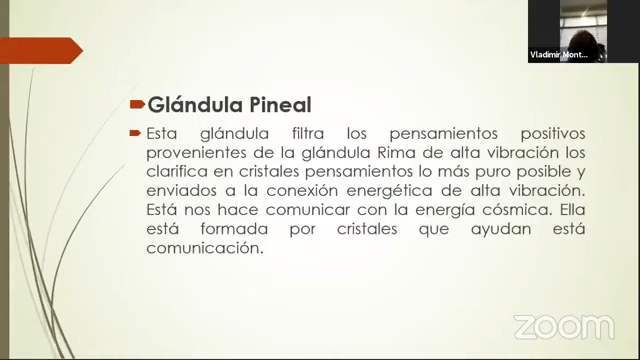 Vladimir Mont...
Glándula Pineal
Esta glándula filtra los pensamientos positivos
provenientes de la glándula Rima de alta vibración los
clarifica en cristales pensamientos lo más puro posible y
enviados a la conexión energética de alta vibración.
Está nos hace comunicar con la energía cósmica. Ella
está formada por cristales que ayudan está
comunicación.
zoom